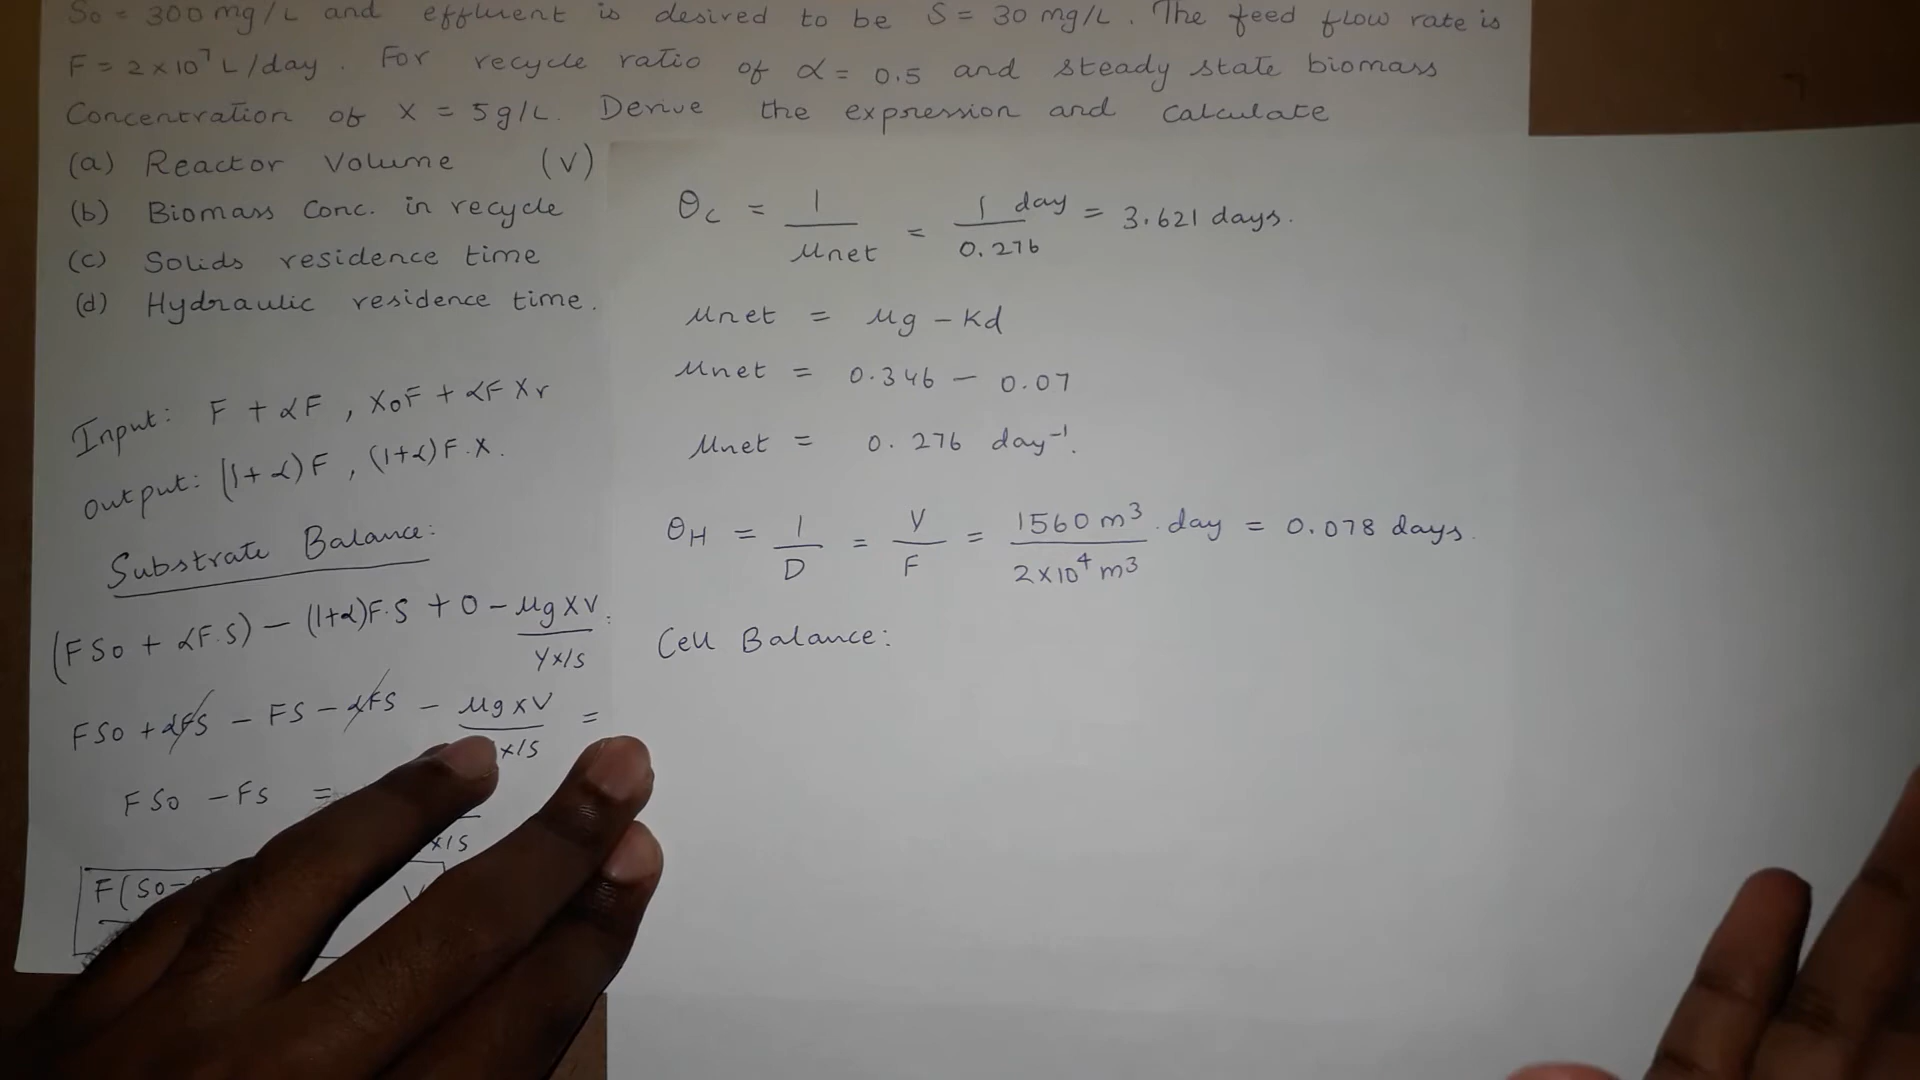 So = 300 mg/L and effluent is desired to be S = 30 mg/L. The feed flow rate is
F = 2×10⁷ L/day. For recycle ratio of α = 0.5 and steady state biomass
Concentration of X = 5g/L. Derive the expression and calculate
(a) Reactor Volume (V)
(b) Biomass Conc. in recycle
(c) Solids residence time
(d) Hydraulic residence time.
Input: F + αF, XoF + αF Xr
output: (1+α)F, (1+α)F.X.
Substrate Balance:
(FSo + αF.S) − (1+α)F.S + 0 − μg XV / Yx/s
FSo + αFS − FS − αFS − μg XV / x/s =
FSo − FS =
x/s
F(So−
V
θc = 1 / μnet = 1 day / 0.276 = 3.621 days.
μnet = μg − Kd
μnet = 0.346 − 0.07
μnet = 0.276 day⁻¹.
θH = 1 / D = V / F = 1560 m³ . day / 2×10⁴ m³ = 0.078 days.
Cell Balance: